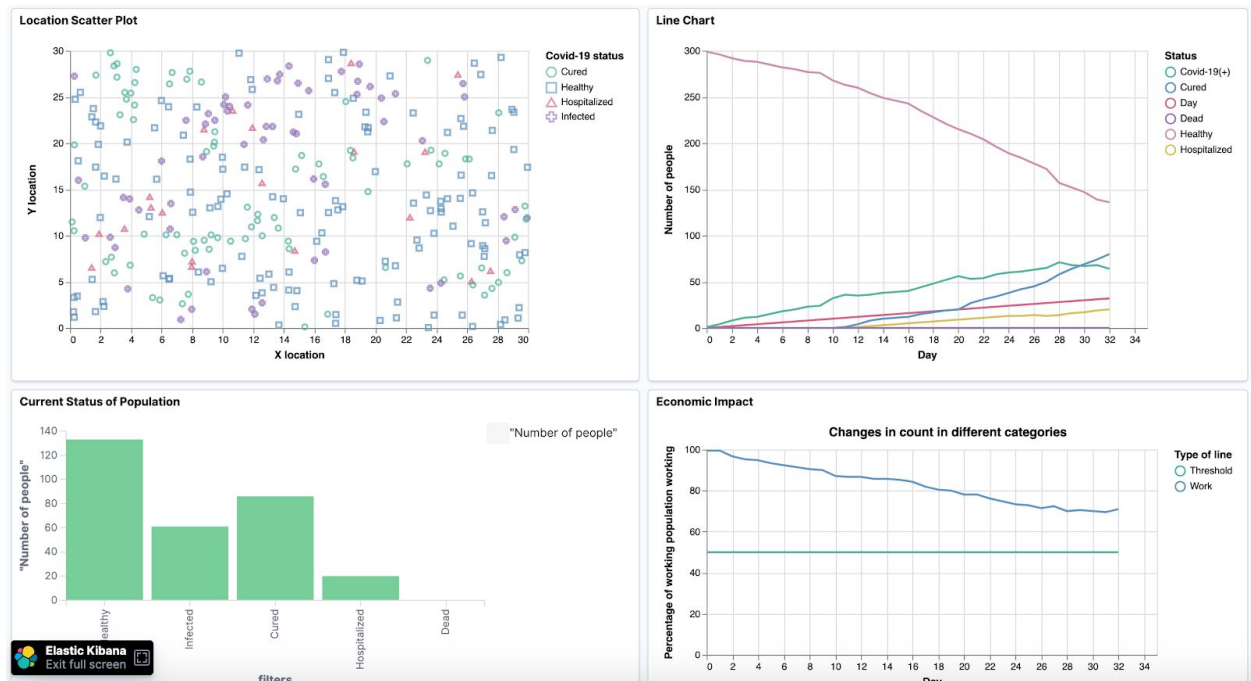 Location Scatter Plot
30
25
20
15
10
5
0
Y location
0 2 4 6 8 10 12 14 16 18 20 22 24 26 28 30
X location
Covid-19 status
Cured
Healthy
Hospitalized
Infected
Line Chart
300
250
200
150
100
50
0
Number of people
0 2 4 6 8 10 12 14 16 18 20 22 24 26 28 30 32 34
Day
Status
Covid-19(+)
Cured
Day
Dead
Healthy
Hospitalized
Current Status of Population
140
120
100
80
60
40
20
0
"Number of people"
"Number of people"
ealthy
Infected
Cured
Hospitalized
Dead
filters
Elastic Kibana
Exit full screen
Economic Impact
Changes in count in different categories
100
80
60
40
20
0
Percentage of working population working
0 2 4 6 8 10 12 14 16 18 20 22 24 26 28 30 32 34
Day
Type of line
Threshold
Work